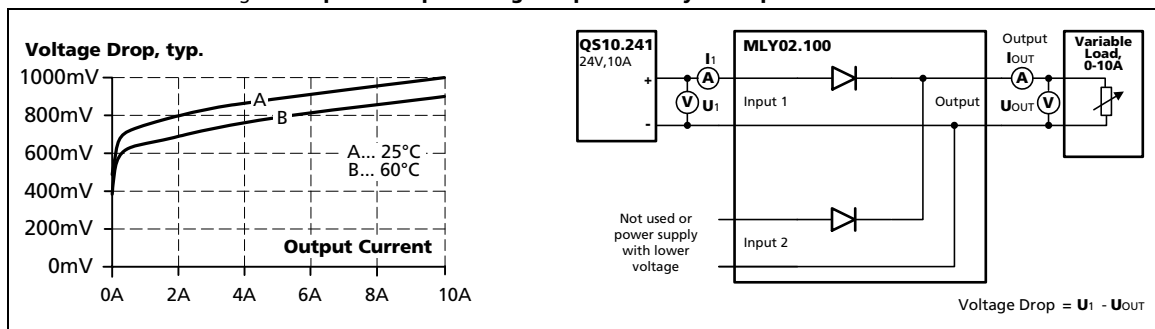 Voltage Drop, typ.
1000mV
800mV
600mV
400mV
200mV
0mV
A
B
A... 25°C
B... 60°C
Output Current
0A
2A
4A
6A
8A
10A
QS10.241
24V,10A
+
-
I1
A
V
U1
MLY02.100
Input 1
Output
Input 2
Not used or
power supply
with lower
voltage
Output
IOUT
A
UOUT
V
Variable
Load,
0-10A
Voltage Drop = U1 - UOUT